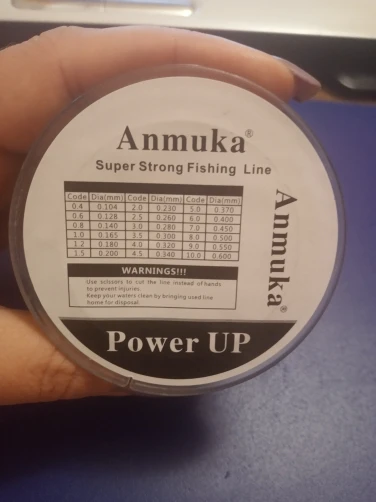 Anmuka®
Super Strong Fishing Line
Code Dia(mm) Code Dia(mm) Code Dia(mm)
0.4 0.104 2.0 0.230 5.0 0.370
0.6 0.128 2.5 0.260 6.0 0.400
0.8 0.140 3.0 0.280 7.0 0.450
1.0 0.165 3.5 0.300 8.0 0.500
1.2 0.180 4.0 0.320 9.0 0.550
1.5 0.200 4.5 0.340 10.0 0.600
WARNINGS!!!
Use scissors to cut the line instead of hands
to prevent injuries.
Keep your waters clean by bringing used line
home for disposal.
Anmuka®
Power UP